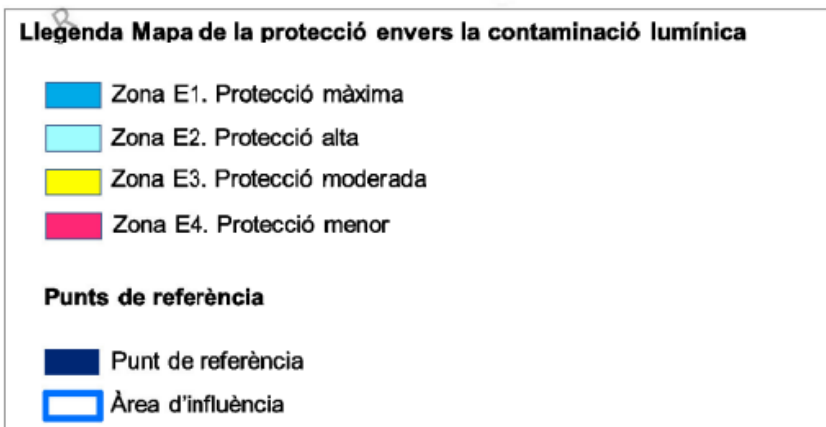 Llegenda Mapa de la protecció envers la contaminació lumínica
Zona E1. Protecció màxima
Zona E2. Protecció alta
Zona E3. Protecció moderada
Zona E4. Protecció menor
Punts de referència
Punt de referència
Àrea d'influència